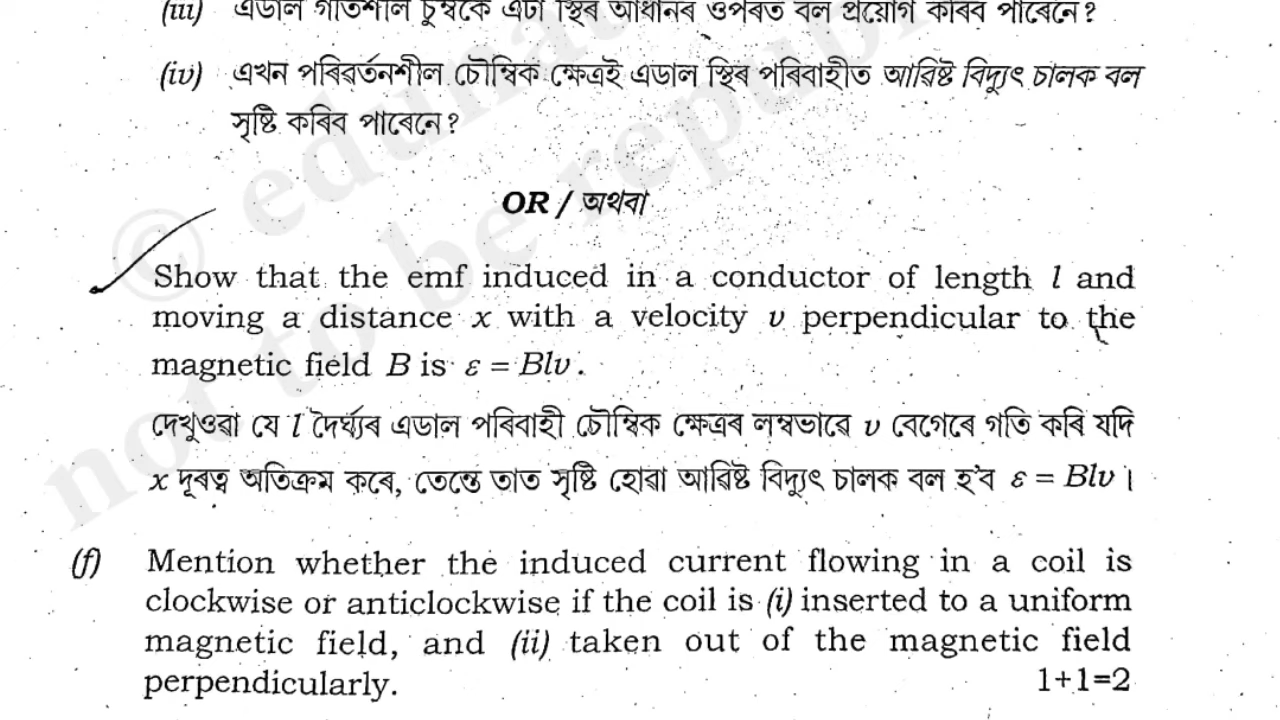 (iii) এডাল গতিশীল চুম্বকে এটা স্থিৰ আধানৰ ওপৰত বল প্ৰয়োগ কৰিব পাৰেনে?
(iv) এখন পৰিৱৰ্তনশীল চৌম্বিক ক্ষেত্ৰই এডাল স্থিৰ পৰিবাহীত আৱিষ্ট বিদ্যুৎ চালক বল
সৃষ্টি কৰিব পাৰেনে?
OR / অথবা
Show that the emf induced in a conductor of length l and
moving a distance x with a velocity v perpendicular to the
magnetic field B is ε = Blv.
দেখুওৱা যে l দৈৰ্ঘ্যৰ এডাল পৰিবাহী চৌম্বিক ক্ষেত্ৰৰ লম্বভাৱে v বেগেৰে গতি কৰি যদি
x দূৰত্ব অতিক্ৰম কৰে, তেন্তে তাত সৃষ্টি হোৱা আৱিষ্ট বিদ্যুৎ চালক বল হ'ব ε = Blv ।
(f) Mention whether the induced current flowing in a coil is
clockwise or anticlockwise if the coil is (i) inserted to a uniform
magnetic field, and (ii) taken out of the magnetic field
perpendicularly. 1+1=2
© edu
not to be republ